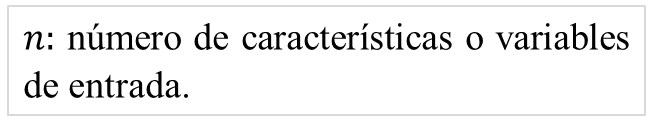 n: número de características o variables
de entrada.